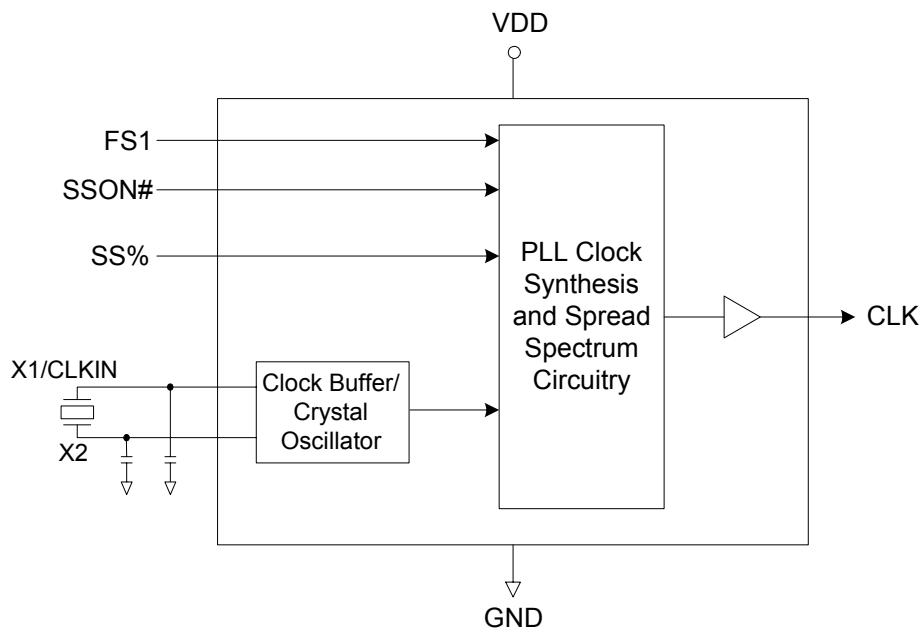 VDD
FS1
SSON#
SS%
PLL Clock
Synthesis
and Spread
Spectrum
Circuitry
CLK
X1/CLKIN
X2
Clock Buffer/
Crystal
Oscillator
GND